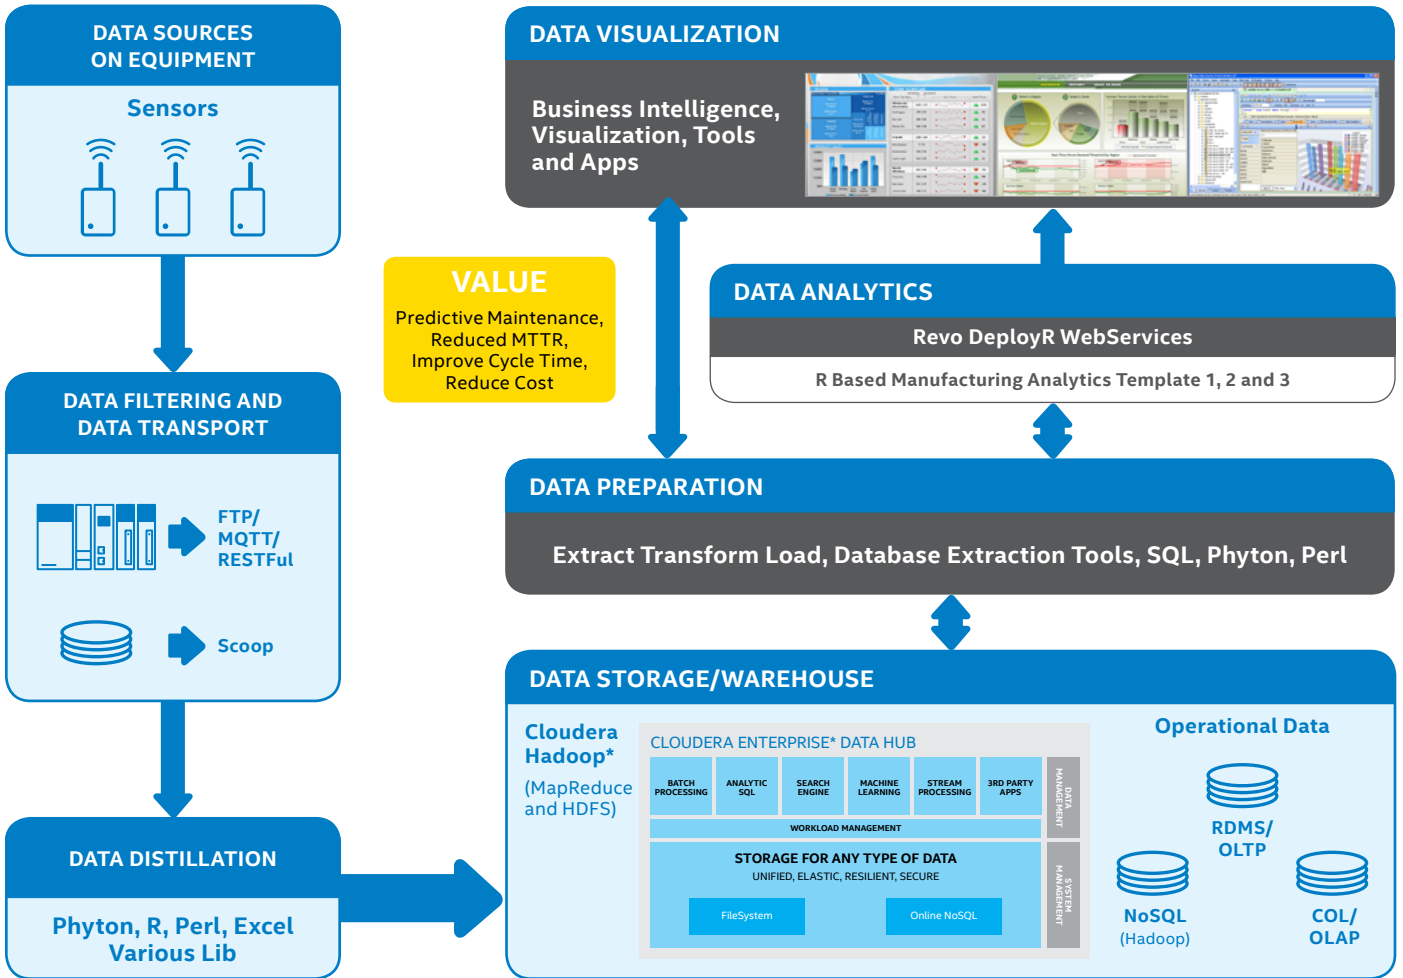 DATA SOURCES
ON EQUIPMENT
Sensors
DATA FILTERING AND
DATA TRANSPORT
FTP/
MQTT/
RESTFul
Scoop
DATA DISTILLATION
Phyton, R, Perl, Excel
Various Lib
DATA VISUALIZATION
Business Intelligence,
Visualization, Tools
and Apps
VALUE
Predictive Maintenance,
Reduced MTTR,
Improve Cycle Time,
Reduce Cost
DATA ANALYTICS
Revo DeployR WebServices
R Based Manufacturing Analytics Template 1, 2 and 3
DATA PREPARATION
Extract Transform Load, Database Extraction Tools, SQL, Phyton, Perl
DATA STORAGE/WAREHOUSE
Cloudera
Hadoop*
(MapReduce
and HDFS)
CLOUDERA ENTERPRISE* DATA HUB
BATCH
PROCESSING
ANALYTIC
SQL
SEARCH
ENGINE
MACHINE
LEARNING
STREAM
PROCESSING
3RD PARTY
APPS
DATA
MANAGEMENT
WORKLOAD MANAGEMENT
STORAGE FOR ANY TYPE OF DATA
UNIFIED, ELASTIC, RESILIENT, SECURE
FileSystem
Online NoSQL
SYSTEM
MANAGEMENT
Operational Data
RDMS/
OLTP
NoSQL
(Hadoop)
COL/
OLAP